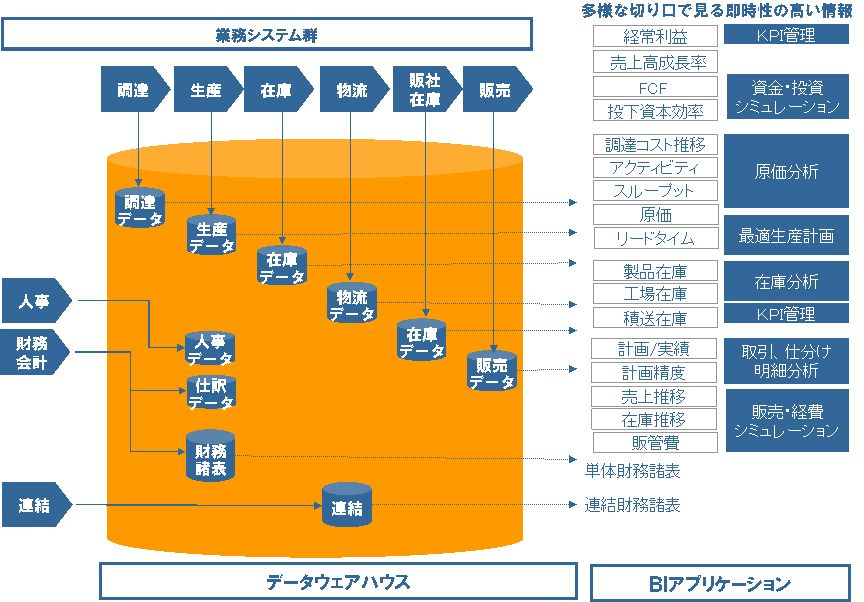 多様な切り口で見る即時性の高い情報
業務システム群
調達
生産
在庫
物流
販社
在庫
販売
人事
財務
会計
連結
調達
データ
生産
データ
在庫
データ
物流
データ
在庫
データ
販売
データ
人事
データ
仕訳
データ
財務
諸表
連結
データウェアハウス
経常利益
売上高成長率
FCF
投下資本効率
調達コスト推移
アクティビティ
スループット
原価
リードタイム
製品在庫
工場在庫
積送在庫
計画/実績
計画精度
売上推移
在庫推移
販管費
単体財務諸表
連結財務諸表
KPI管理
資金・投資
シミュレーション
原価分析
最適生産計画
在庫分析
KPI管理
取引、仕分け
明細分析
販売・経費
シミュレーション
BIアプリケーション